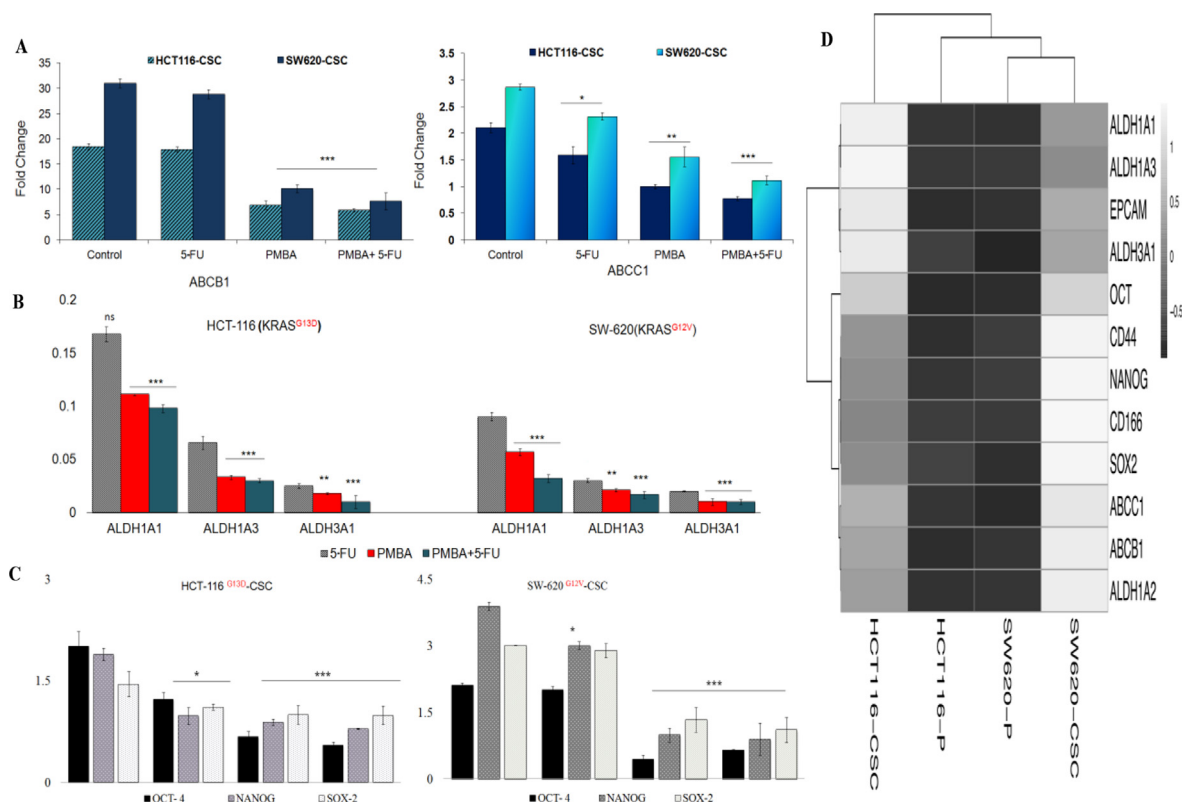 A
HCT116-CSC SW620-CSC
35
30
25
20
15
10
5
0
Fold Change
Control 5-FU PMBA PMBA+ 5-FU
***
ABCB1
HCT116-CSC SW620-CSC
3.5
3
2.5
2
1.5
1
0.5
0
Fold Change
* ** ***
Control 5-FU PMBA PMBA+5-FU
ABCC1
B
0.2
0.15
0.1
0.05
0
HCT-116 (KRASG13D)
ns *** *** ** ***
ALDH1A1 ALDH1A3 ALDH3A1
SW-620(KRASG12V)
*** ** *** ***
ALDH1A1 ALDH1A3 ALDH3A1
5-FU PMBA PMBA+5-FU
C
HCT-116 G13D-CSC
3
1.5
0
* ***
OCT- 4 NANOG SOX-2
SW-620 G12V-CSC
4.5
3
1.5
0
* ***
OCT-4 NANOG SOX-2
D
ALDH1A1
ALDH1A3
EPCAM
ALDH3A1
OCT
CD44
NANOG
CD166
SOX2
ABCC1
ABCB1
ALDH1A2
1
0.5
0
−0.5
HCT116−CSC
HCT116−P
SW620−P
SW620−CSC